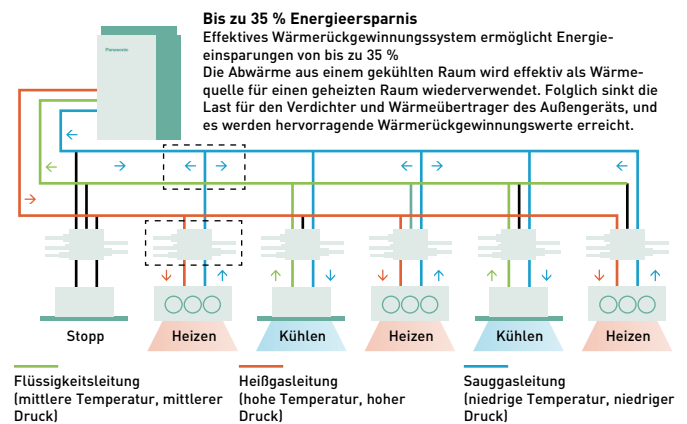 Bis zu 35 % Energieersparnis
Effektives Wärmerückgewinnungssystem ermöglicht Energie-
einsparungen von bis zu 35 %
Die Abwärme aus einem gekühlten Raum wird effektiv als Wärme-
quelle für einen geheizten Raum wiederverwendet. Folglich sinkt die
Last für den Verdichter und Wärmeübertrager des Außengeräts, und
es werden hervorragende Wärmerückgewinnungswerte erreicht.
Panasonic
Stopp
Heizen
Kühlen
Heizen
Kühlen
Heizen
Flüssigkeitsleitung
(mittlere Temperatur, mittlerer
Druck)
Heißgasleitung
(hohe Temperatur, hoher
Druck)
Sauggasleitung
(niedrige Temperatur, niedriger
Druck)